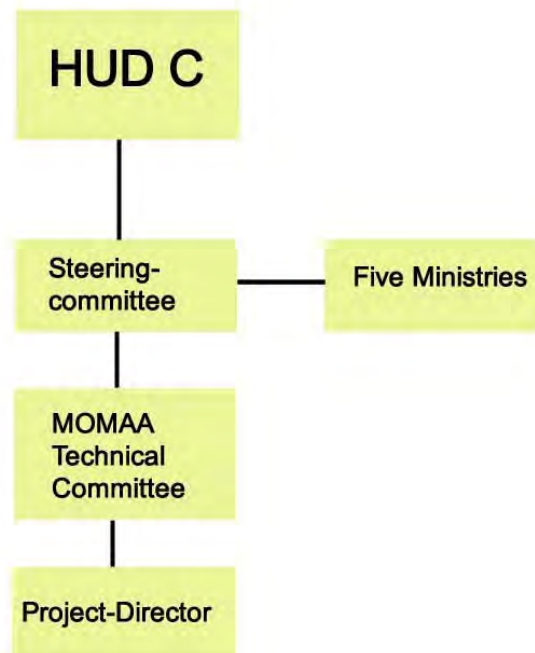 HUD C
Steering-
committee
Five Ministries
MOMAA
Technical
Committee
Project-Director